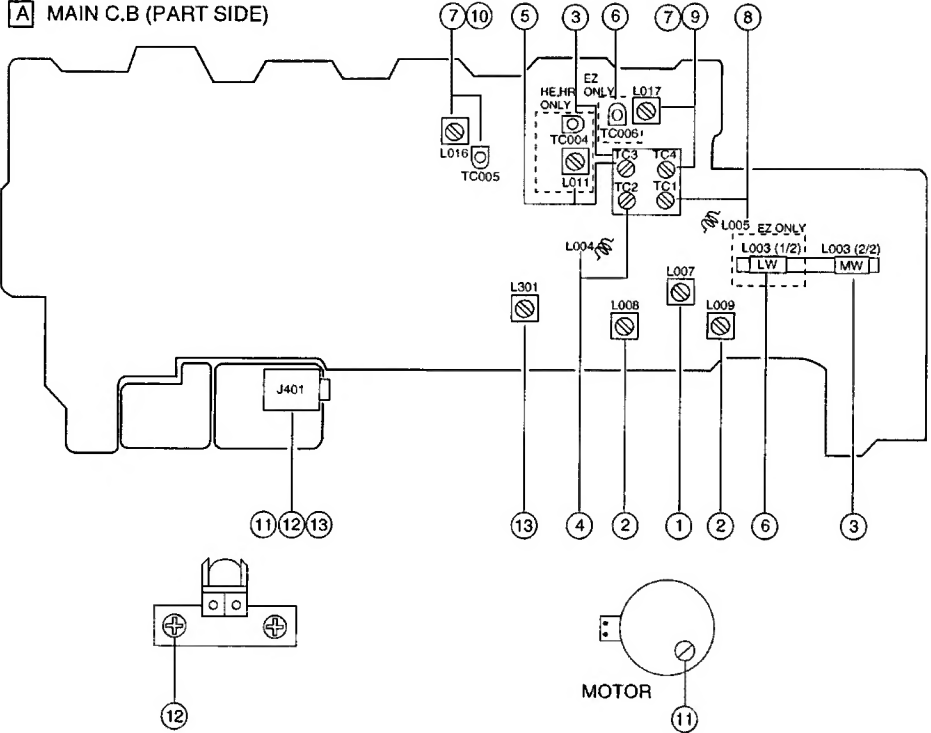 A MAIN C.B (PART SIDE)
7 10 5 3 6 7 9 8
HE,HR ONLY
EZ ONLY
L017
TC004
TC006
L016
TC005
L011
TC3 TC4
TC2 TC1
L005
EZ ONLY
L004
L003 (1/2) L003 (2/2)
LW MW
L007
L301
L008
L009
J401
11 12 13 13 4 2 1 2 6 3
MOTOR
12
11